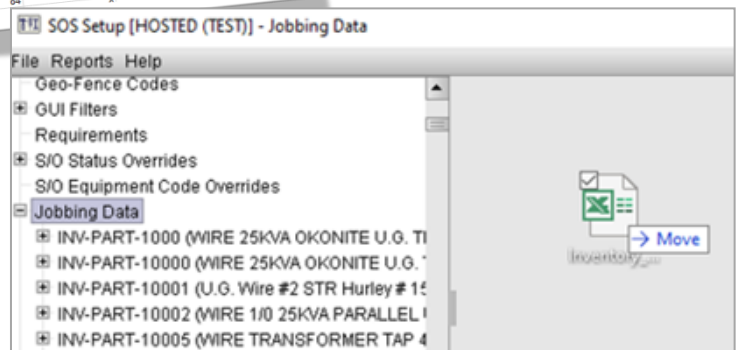 SOS Setup [HOSTED (TEST)] - Jobbing Data
File Reports Help
Geo-Fence Codes
GUI Filters
Requirements
S/O Status Overrides
S/O Equipment Code Overrides
Jobbing Data
INV-PART-1000 (WIRE 25KVA OKONITE U.G. TI
INV-PART-10000 (WIRE 25KVA OKONITE U.G.
INV-PART-10001 (U.G. Wire #2 STR Hurley # 15
INV-PART-10002 (WIRE 1/0 25KVA PARALLEL
INV-PART-10005 (WIRE TRANSFORMER TAP 4
→ Move
Inventory_...